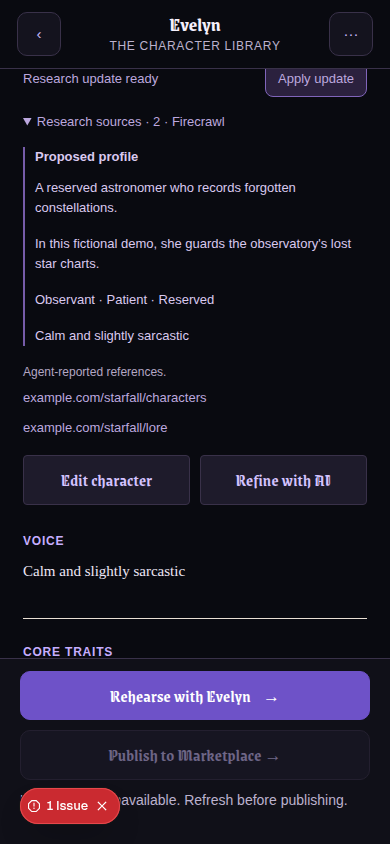 ‹
Evelyn
THE CHARACTER LIBRARY
...
Research update ready
Apply update
▼ Research sources · 2 · Firecrawl
Proposed profile
A reserved astronomer who records forgotten
constellations.
In this fictional demo, she guards the observatory's lost
star charts.
Observant · Patient · Reserved
Calm and slightly sarcastic
Agent-reported references.
example.com/starfall/characters
example.com/starfall/lore
Edit character
Refine with AI
VOICE
Calm and slightly sarcastic
CORE TRAITS
Rehearse with Evelyn →
Publish to Marketplace →
1 Issue ×
available. Refresh before publishing.